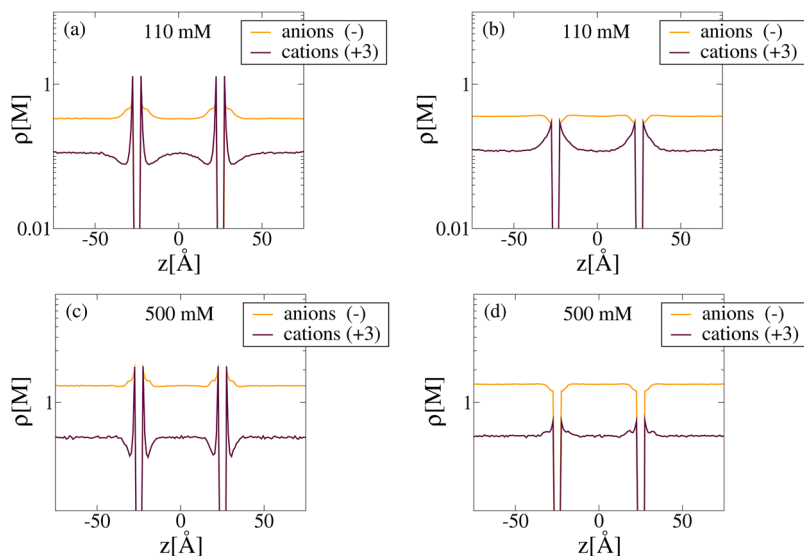 (a) 110 mM
anions (-)
cations (+3)
1
0.01
ρ[M]
-50 0 50
z[Å]
(b) 110 mM
anions (-)
cations (+3)
1
0.01
ρ[M]
-50 0 50
z[Å]
(c) 500 mM
anions (-)
cations (+3)
1
ρ[M]
-50 0 50
z[Å]
(d) 500 mM
anions (-)
cations (+3)
1
ρ[M]
-50 0 50
z[Å]